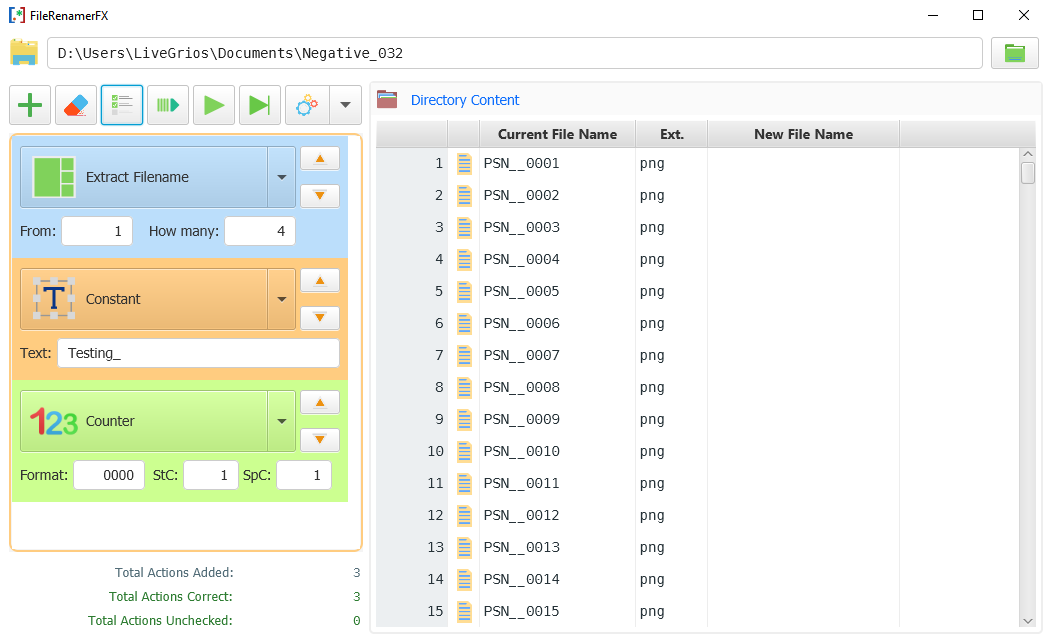 FileRenamerFX
D:\Users\LiveGrios\Documents\Negative_032
Extract Filename
From: 1 How many: 4
T Constant
Text: Testing_
123 Counter
Format: 0000 StC: 1 SpC: 1
Total Actions Added: 3
Total Actions Correct: 3
Total Actions Unchecked: 0
Directory Content
Current File Name Ext. New File Name
1 PSN__0001 png
2 PSN__0002 png
3 PSN__0003 png
4 PSN__0004 png
5 PSN__0005 png
6 PSN__0006 png
7 PSN__0007 png
8 PSN__0008 png
9 PSN__0009 png
10 PSN__0010 png
11 PSN__0011 png
12 PSN__0012 png
13 PSN__0013 png
14 PSN__0014 png
15 PSN__0015 png